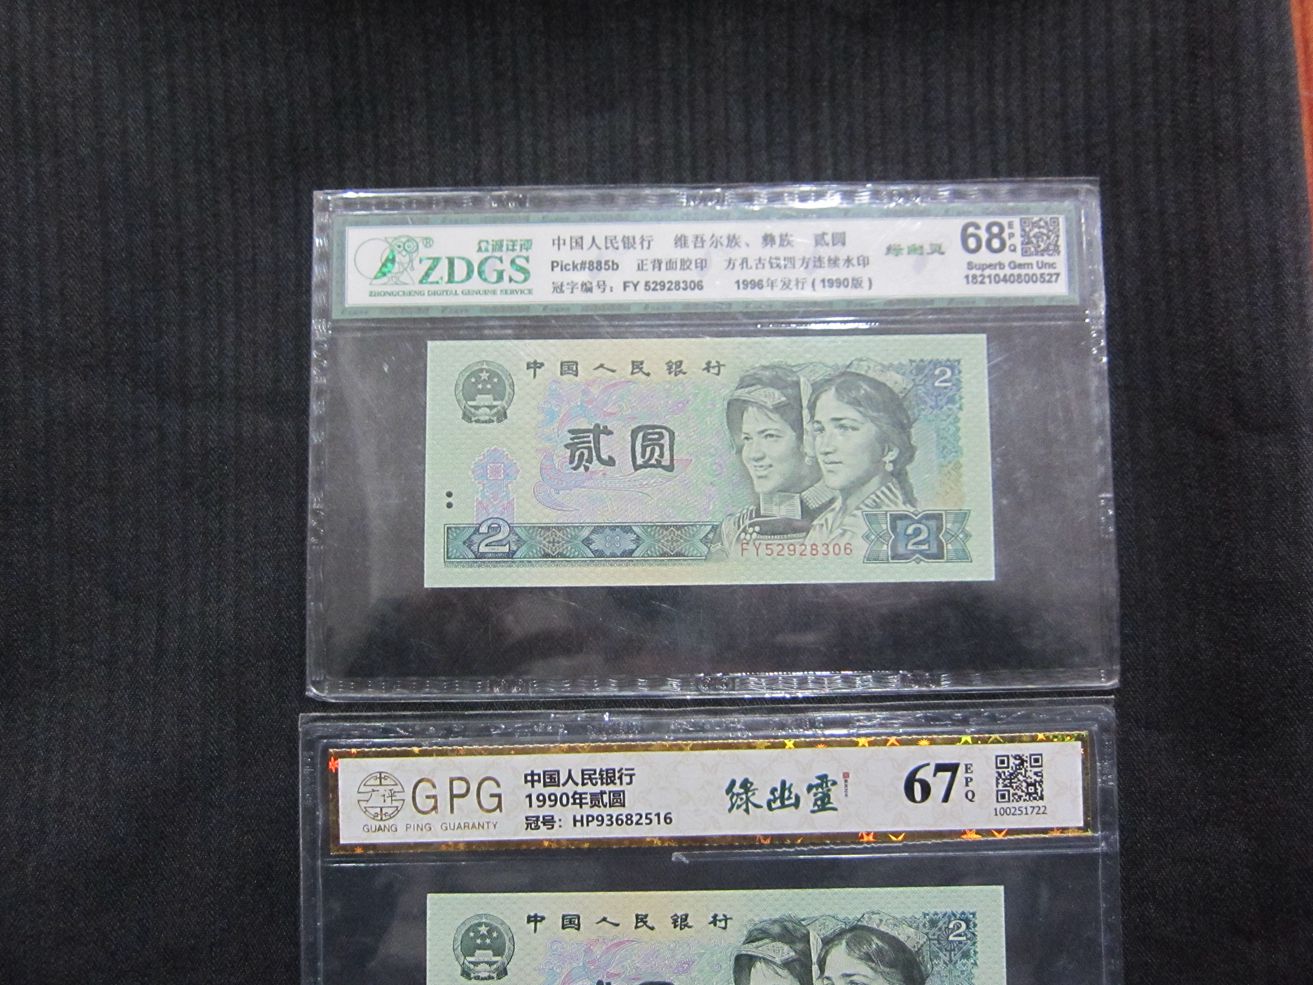 众诚评评
ZDGS
ZHONGCHENG DIGITAL GENUINE SERVICE
中国人民银行 维吾尔族、彝族 贰圆
Pick#885b 正背面胶印 方孔古钱四方连续水印
冠字编号：FY 52928306 1996年发行(1990版)
绿幽灵
68 EPQ
Superb Gem Unc
1821040800527
中国人民银行
2
贰圆
2
FY52928306
2
GPG
GUANG PING GUARANTY
中国人民银行
1990年贰圆
冠号：HP93682516
綠幽靈
67 EPQ
100251722
中国人民银行
2